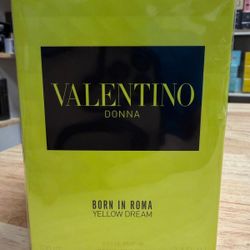 VALENTINO
DONNA
BORN IN ROMA
YELLOW DREAM